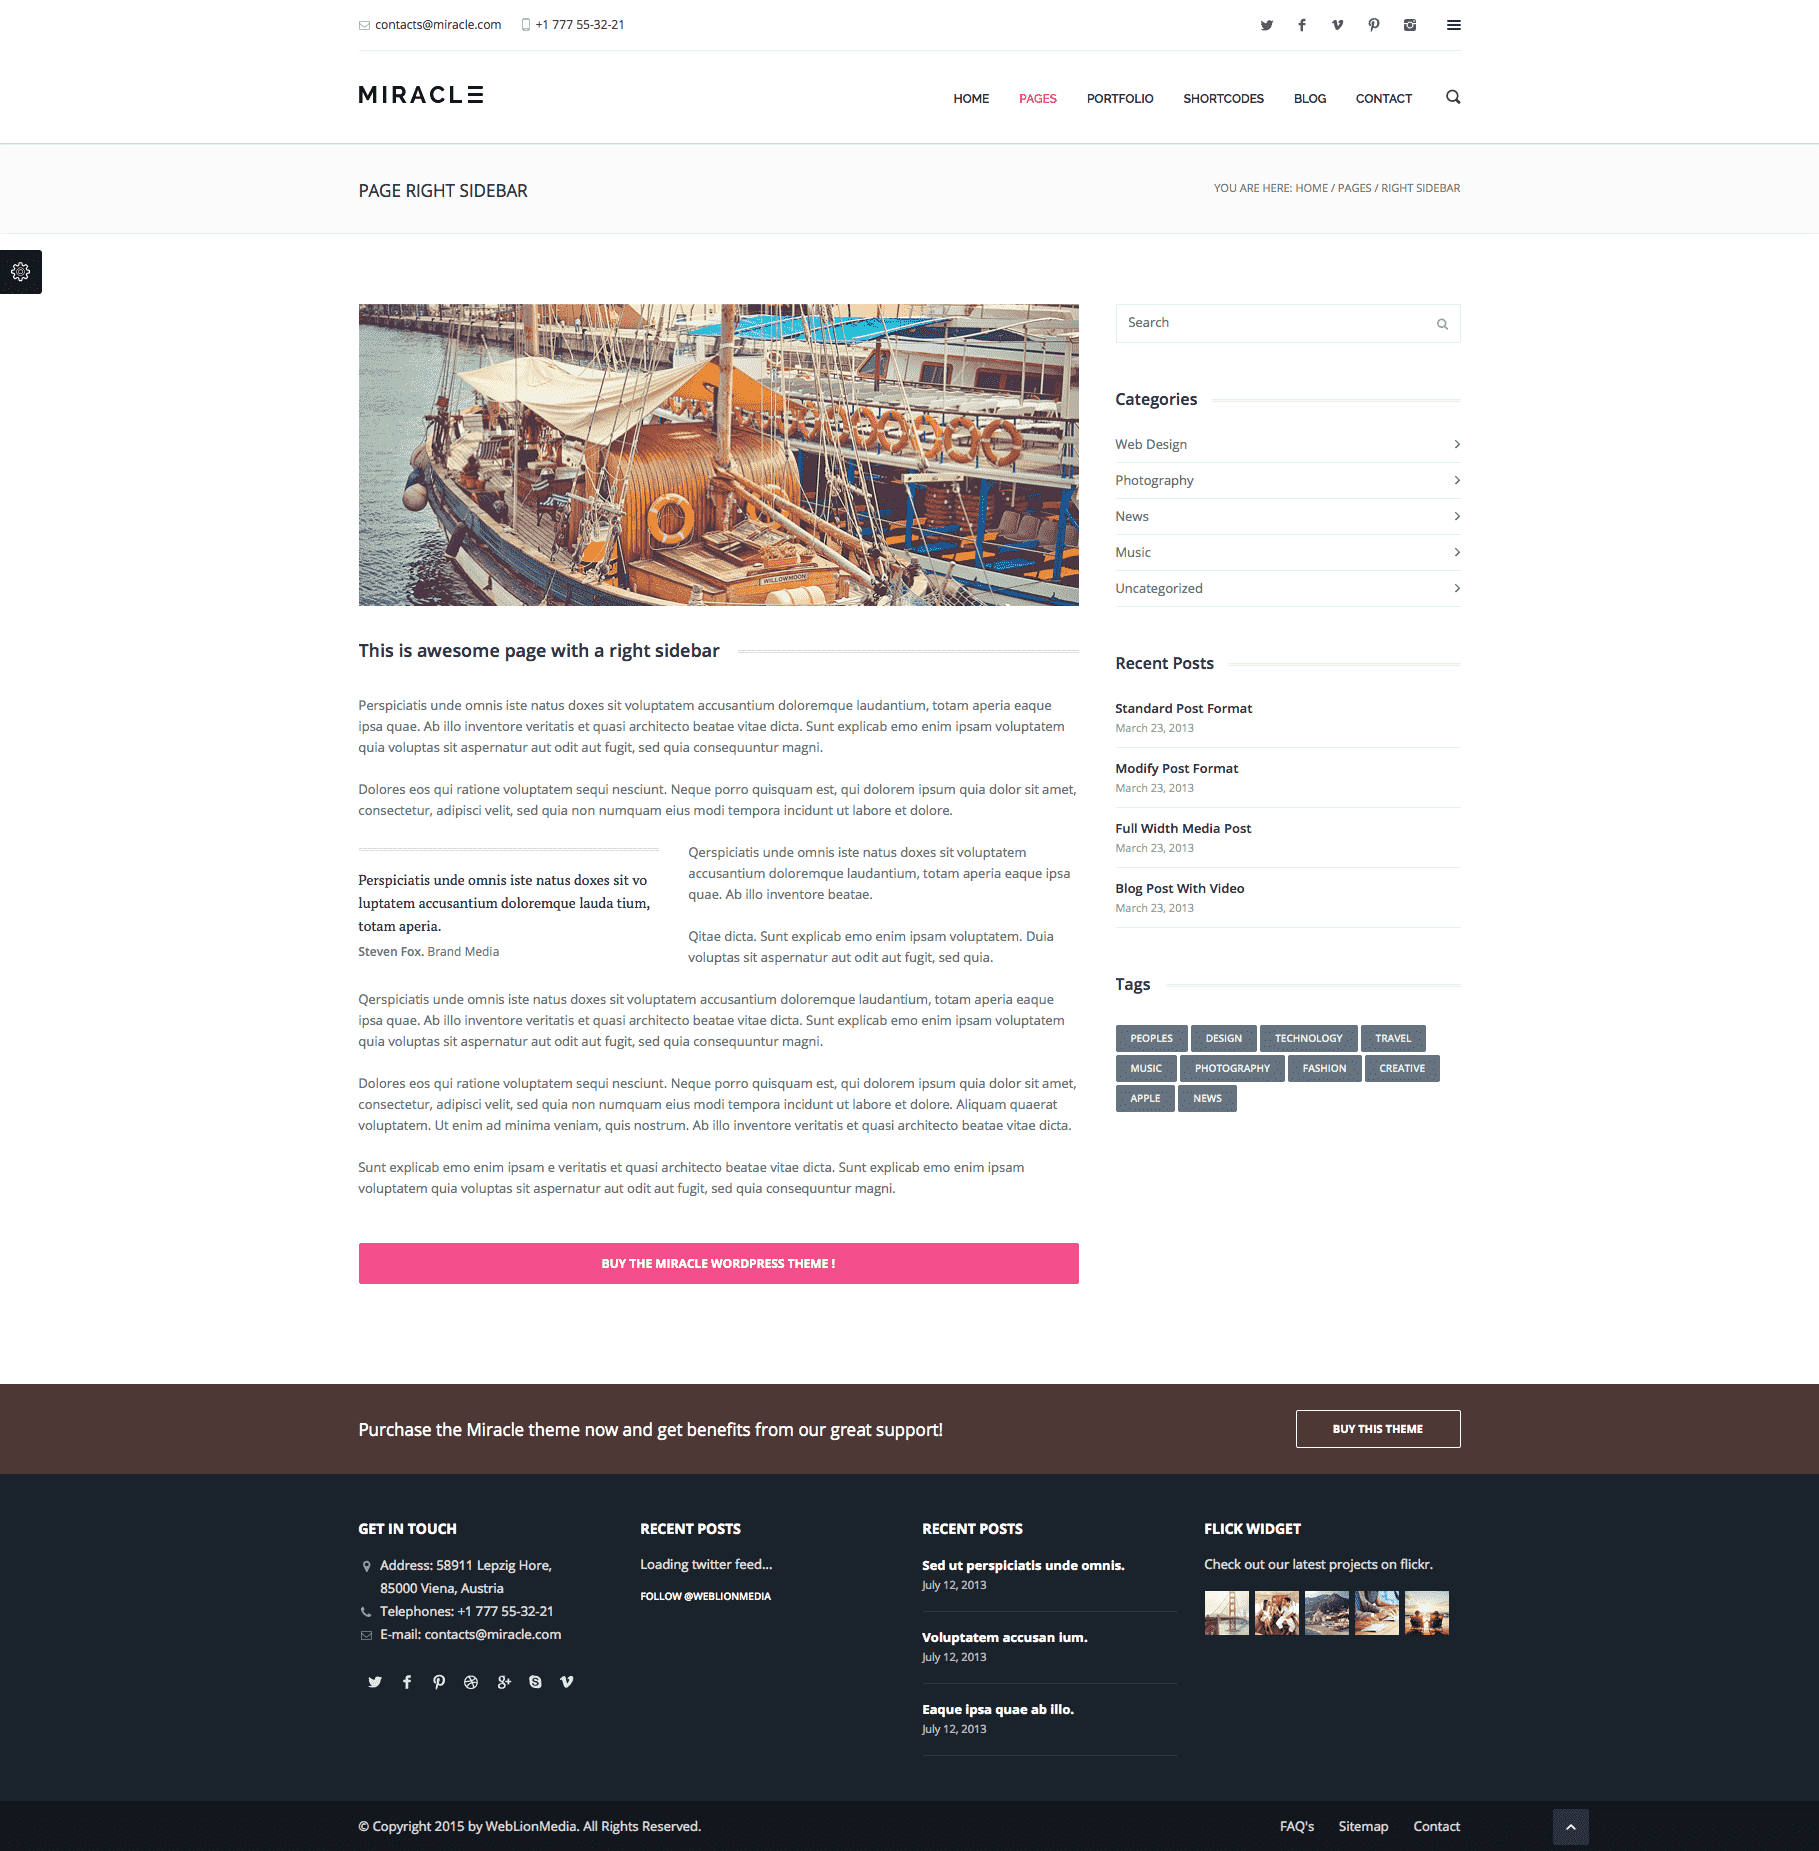 contacts@miracle.com +1 777 55-32-21
MIRACLE
HOME PAGES PORTFOLIO SHORTCODES BLOG CONTACT
PAGE RIGHT SIDEBAR
YOU ARE HERE: HOME / PAGES / RIGHT SIDEBAR
WILLOWMOON
This is awesome page with a right sidebar
Perspiciatis unde omnis iste natus doxes sit voluptatem accusantium doloremque laudantium, totam aperia eaque
ipsa quae. Ab illo inventore veritatis et quasi architecto beatae vitae dicta. Sunt explicab emo enim ipsam voluptatem
quia voluptas sit aspernatur aut odit aut fugit, sed quia consequuntur magni.
Dolores eos qui ratione voluptatem sequi nesciunt. Neque porro quisquam est, qui dolorem ipsum quia dolor sit amet,
consectetur, adipisci velit, sed quia non numquam eius modi tempora incidunt ut labore et dolore.
Perspiciatis unde omnis iste natus doxes sit vo
luptatem accusantium doloremque lauda tium,
totam aperia.
Steven Fox. Brand Media
Qerspiciatis unde omnis iste natus doxes sit voluptatem
accusantium doloremque laudantium, totam aperia eaque ipsa
quae. Ab illo inventore beatae.
Qitae dicta. Sunt explicab emo enim ipsam voluptatem. Duia
voluptas sit aspernatur aut odit aut fugit, sed quia.
Qerspiciatis unde omnis iste natus doxes sit voluptatem accusantium doloremque laudantium, totam aperia eaque
ipsa quae. Ab illo inventore veritatis et quasi architecto beatae vitae dicta. Sunt explicab emo enim ipsam voluptatem
quia voluptas sit aspernatur aut odit aut fugit, sed quia consequuntur magni.
Dolores eos qui ratione voluptatem sequi nesciunt. Neque porro quisquam est, qui dolorem ipsum quia dolor sit amet,
consectetur, adipisci velit, sed quia non numquam eius modi tempora incidunt ut labore et dolore. Aliquam quaerat
voluptatem. Ut enim ad minima veniam, quis nostrum. Ab illo inventore veritatis et quasi architecto beatae vitae dicta.
Sunt explicab emo enim ipsam e veritatis et quasi architecto beatae vitae dicta. Sunt explicab emo enim ipsam
voluptatem quia voluptas sit aspernatur aut odit aut fugit, sed quia consequuntur magni.
BUY THE MIRACLE WORDPRESS THEME !
Search
Categories
Web Design
Photography
News
Music
Uncategorized
Recent Posts
Standard Post Format
March 23, 2013
Modify Post Format
March 23, 2013
Full Width Media Post
March 23, 2013
Blog Post With Video
March 23, 2013
Tags
PEOPLES DESIGN TECHNOLOGY TRAVEL
MUSIC PHOTOGRAPHY FASHION CREATIVE
APPLE NEWS
Purchase the Miracle theme now and get benefits from our great support!
BUY THIS THEME
GET IN TOUCH
Address: 58911 Lepzig Hore,
85000 Viena, Austria
Telephones: +1 777 55-32-21
E-mail: contacts@miracle.com
RECENT POSTS
Loading twitter feed...
FOLLOW @WEBLIONMEDIA
RECENT POSTS
Sed ut perspiciatis unde omnis.
July 12, 2013
Voluptatem accusan ium.
July 12, 2013
Eaque ipsa quae ab illo.
July 12, 2013
FLICK WIDGET
Check out our latest projects on flickr.
© Copyright 2015 by WebLionMedia. All Rights Reserved.
FAQ's Sitemap Contact